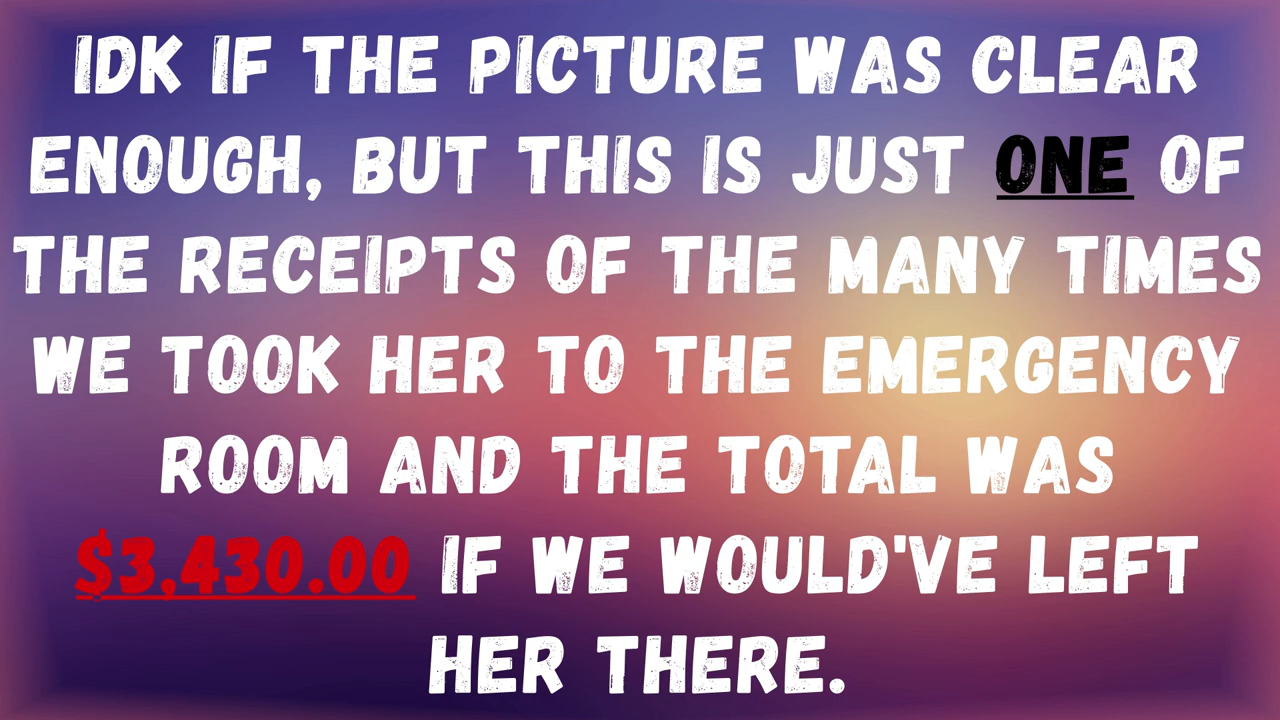 IDK IF THE PICTURE WAS CLEAR
ENOUGH, BUT THIS IS JUST ONE OF
THE RECEIPTS OF THE MANY TIMES
WE TOOK HER TO THE EMERGENCY
ROOM AND THE TOTAL WAS
$3,430.00 IF WE WOULD'VE LEFT
HER THERE.